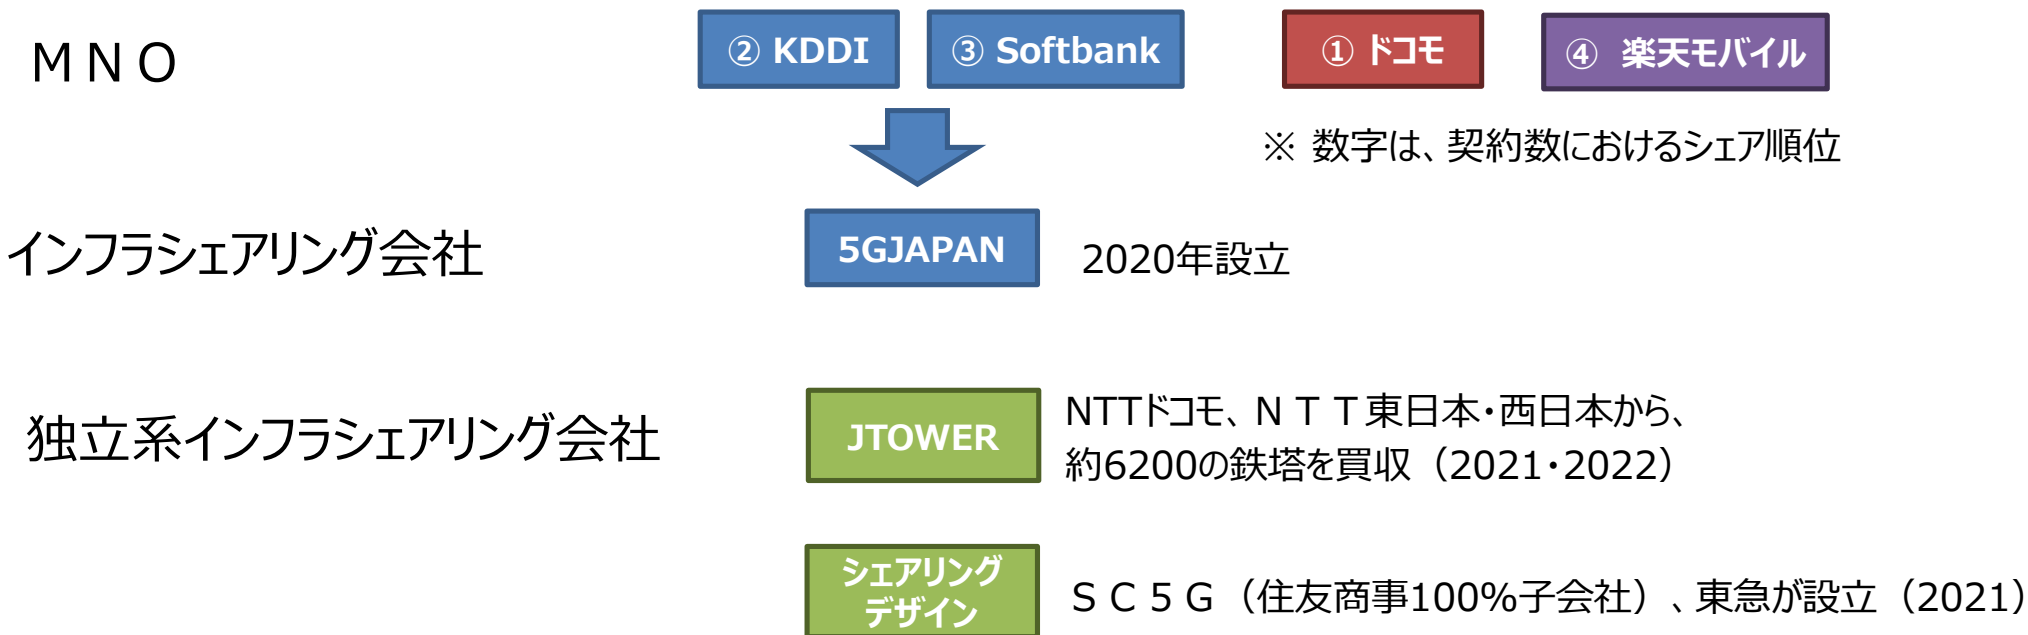 ＭＮＯ
② KDDI
③ Softbank
① ドコモ
④ 楽天モバイル
※ 数字は、契約数におけるシェア順位
インフラシェアリング会社
5GJAPAN
2020年設立
独立系インフラシェアリング会社
JTOWER
NTTドコモ、ＮＴＴ東日本・西日本から、
約6200の鉄塔を買収（2021・2022）
シェアリング
デザイン
ＳＣ５Ｇ（住友商事100%子会社）、東急が設立（2021）